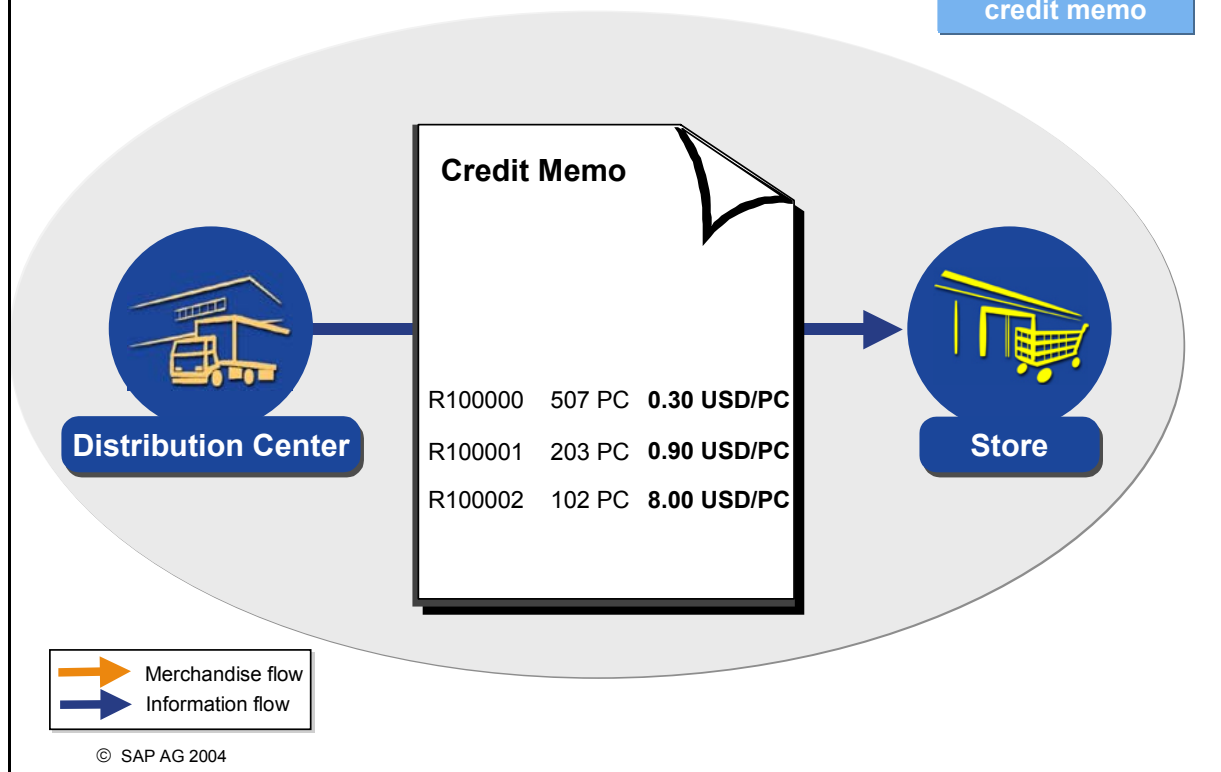 credit memo
Credit Memo
R100000 507 PC 0.30 USD/PC
R100001 203 PC 0.90 USD/PC
R100002 102 PC 8.00 USD/PC
Distribution Center
Store
Merchandise flow
Information flow
© SAP AG 2004